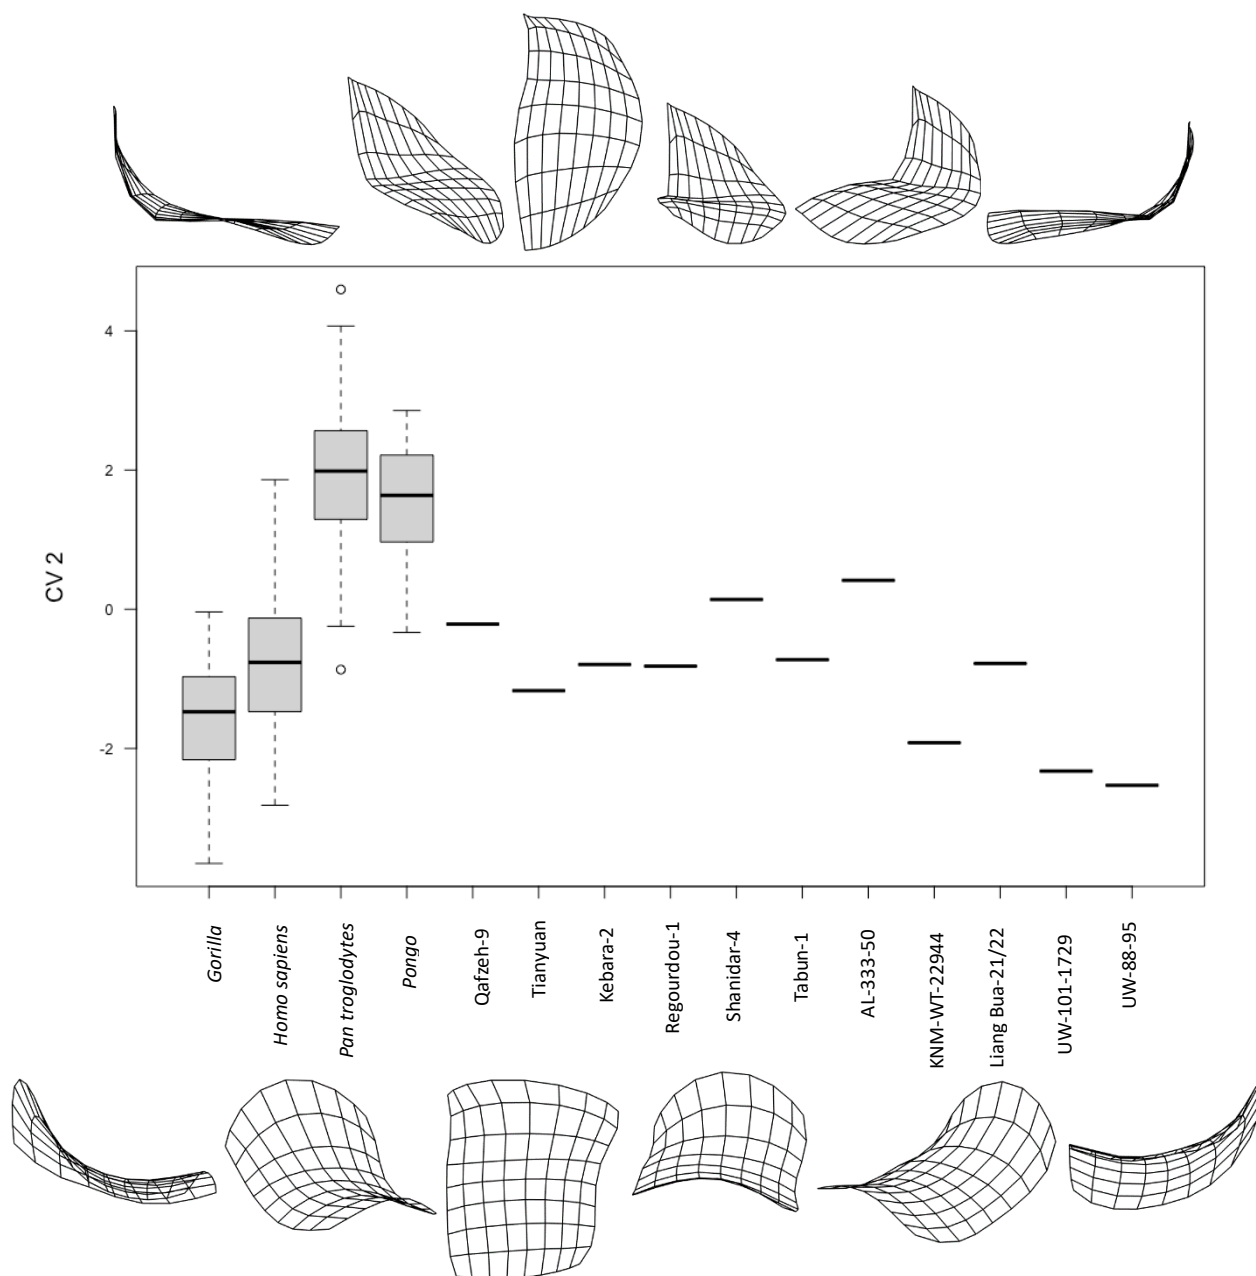 4
2
0
-2
CV 2
Gorilla
Homo sapiens
Pan troglodytes
Pongo
Qafzeh-9
Tianyuan
Kebara-2
Regourdou-1
Shanidar-4
Tabun-1
AL-333-50
KNM-WT-22944
Liang Bua-21/22
UW-101-1729
UW-88-95